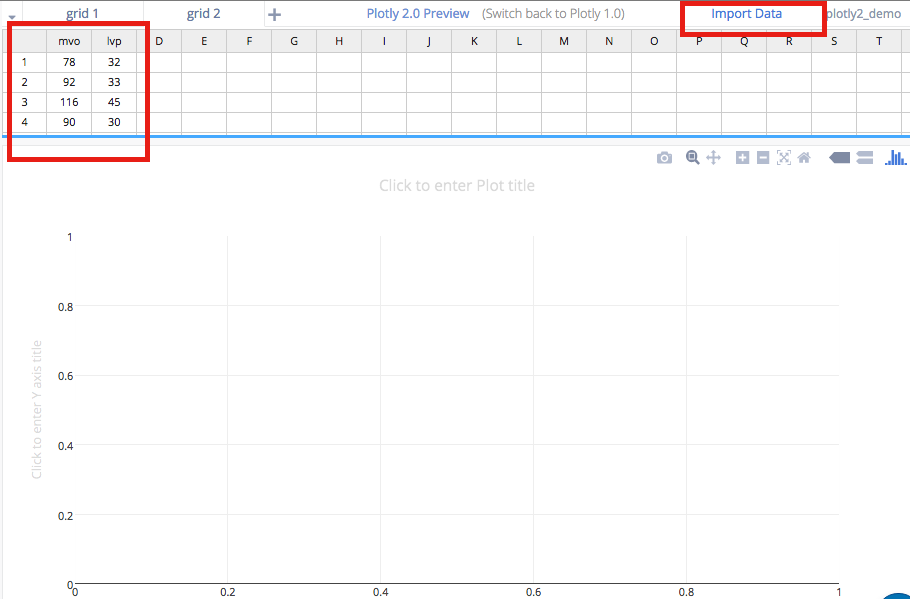 grid 1 grid 2 + Plotly 2.0 Preview (Switch back to Plotly 1.0) Import Data plotly2_demo
mvo lvp D E F G H I J K L M N O P Q R S T
1 78 32
2 92 33
3 116 45
4 90 30
Click to enter Plot title
Click to enter Y axis title
1
0.8
0.6
0.4
0.2
0
0 0.2 0.4 0.6 0.8 1